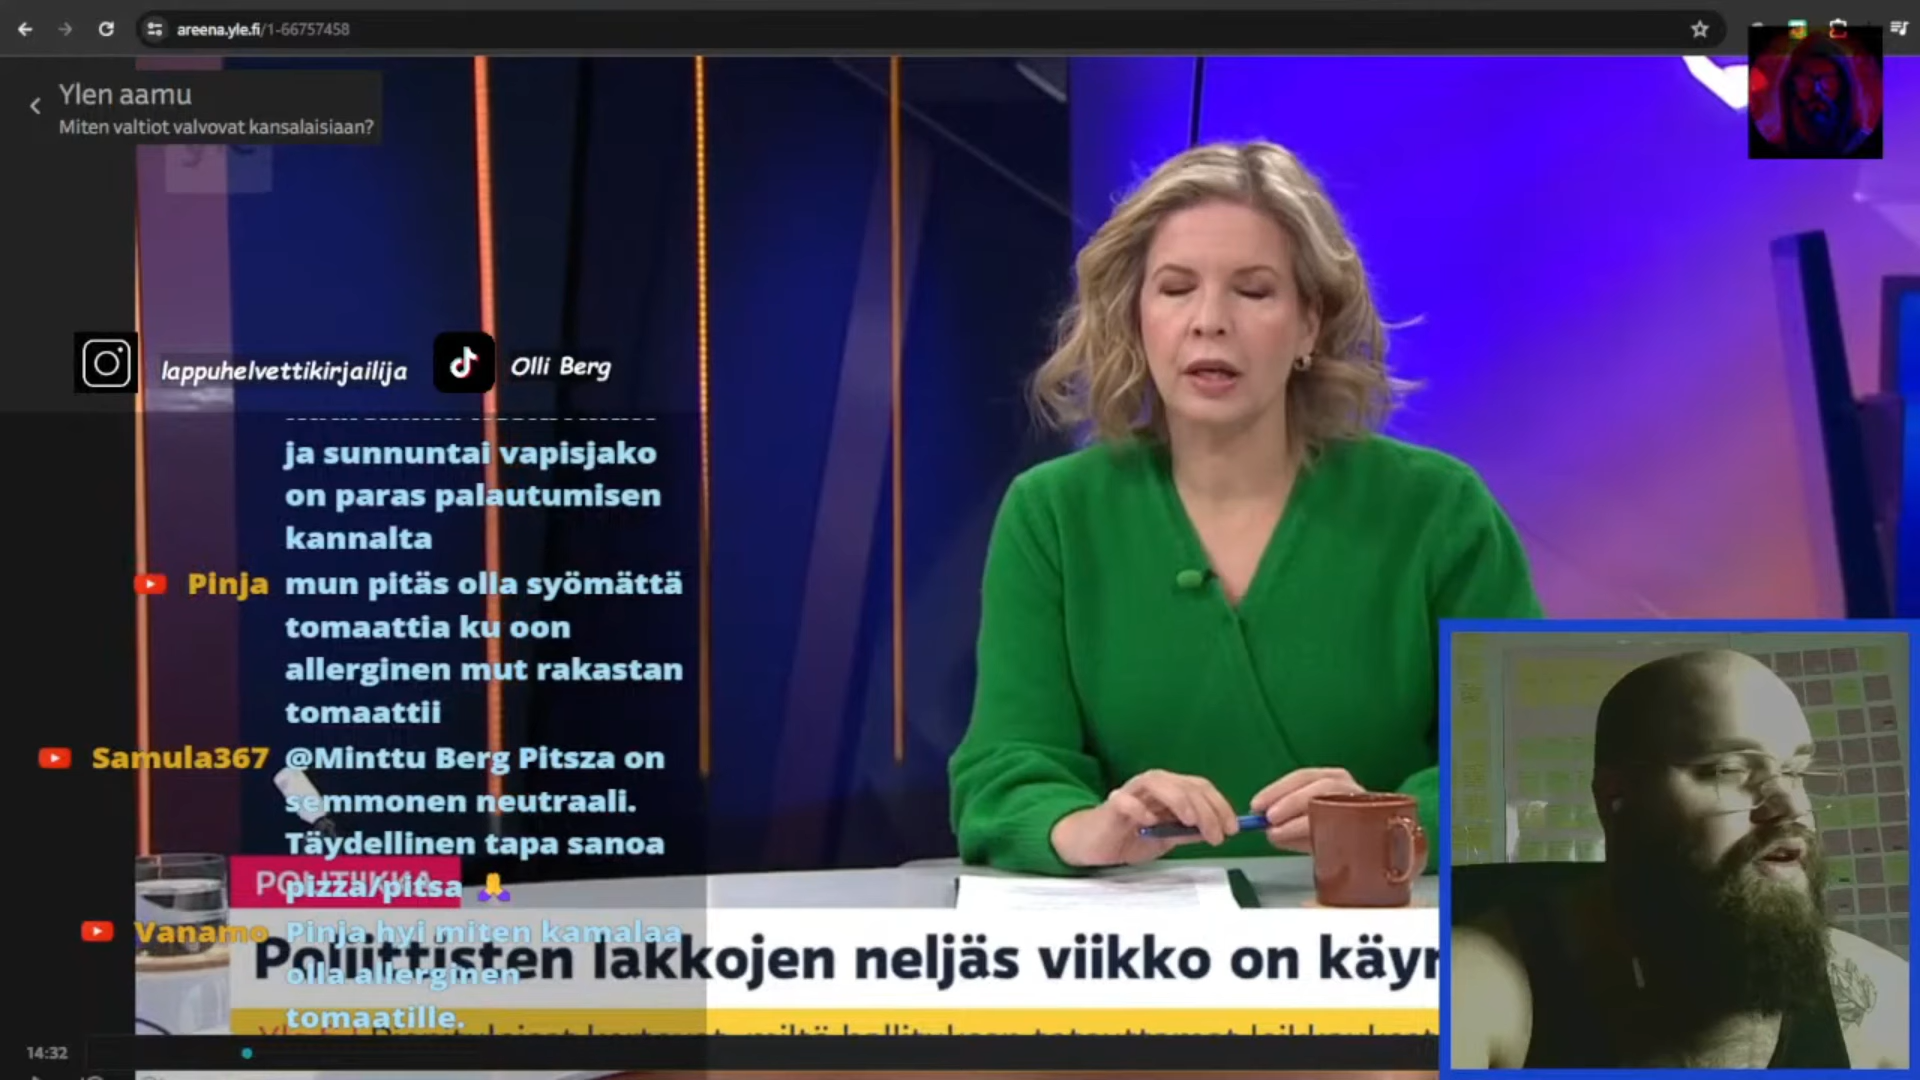 areena.yle.fi/1-66757458
Ylen aamu
Miten valtiot valvovat kansalaisiaan?
yle
lappuhelvettikirjailija
Olli Berg
ja sunnuntai vapisjako
on paras palautumisen
kannalta
Pinja mun pitäs olla syömättä
tomaattia ku oon
allerginen mut rakastan
tomaattii
Samula367 @Minttu Berg Pitsza on
semmonen neutraali.
Täydellinen tapa sanoa
pizza/pitsa 🙏
POLITIIKKA
Vanamo Pinja hyi miten kamalaa
olla allerginen
tomaatille.
Poliittisten lakkojen neljäs viikko on käyn
14:32